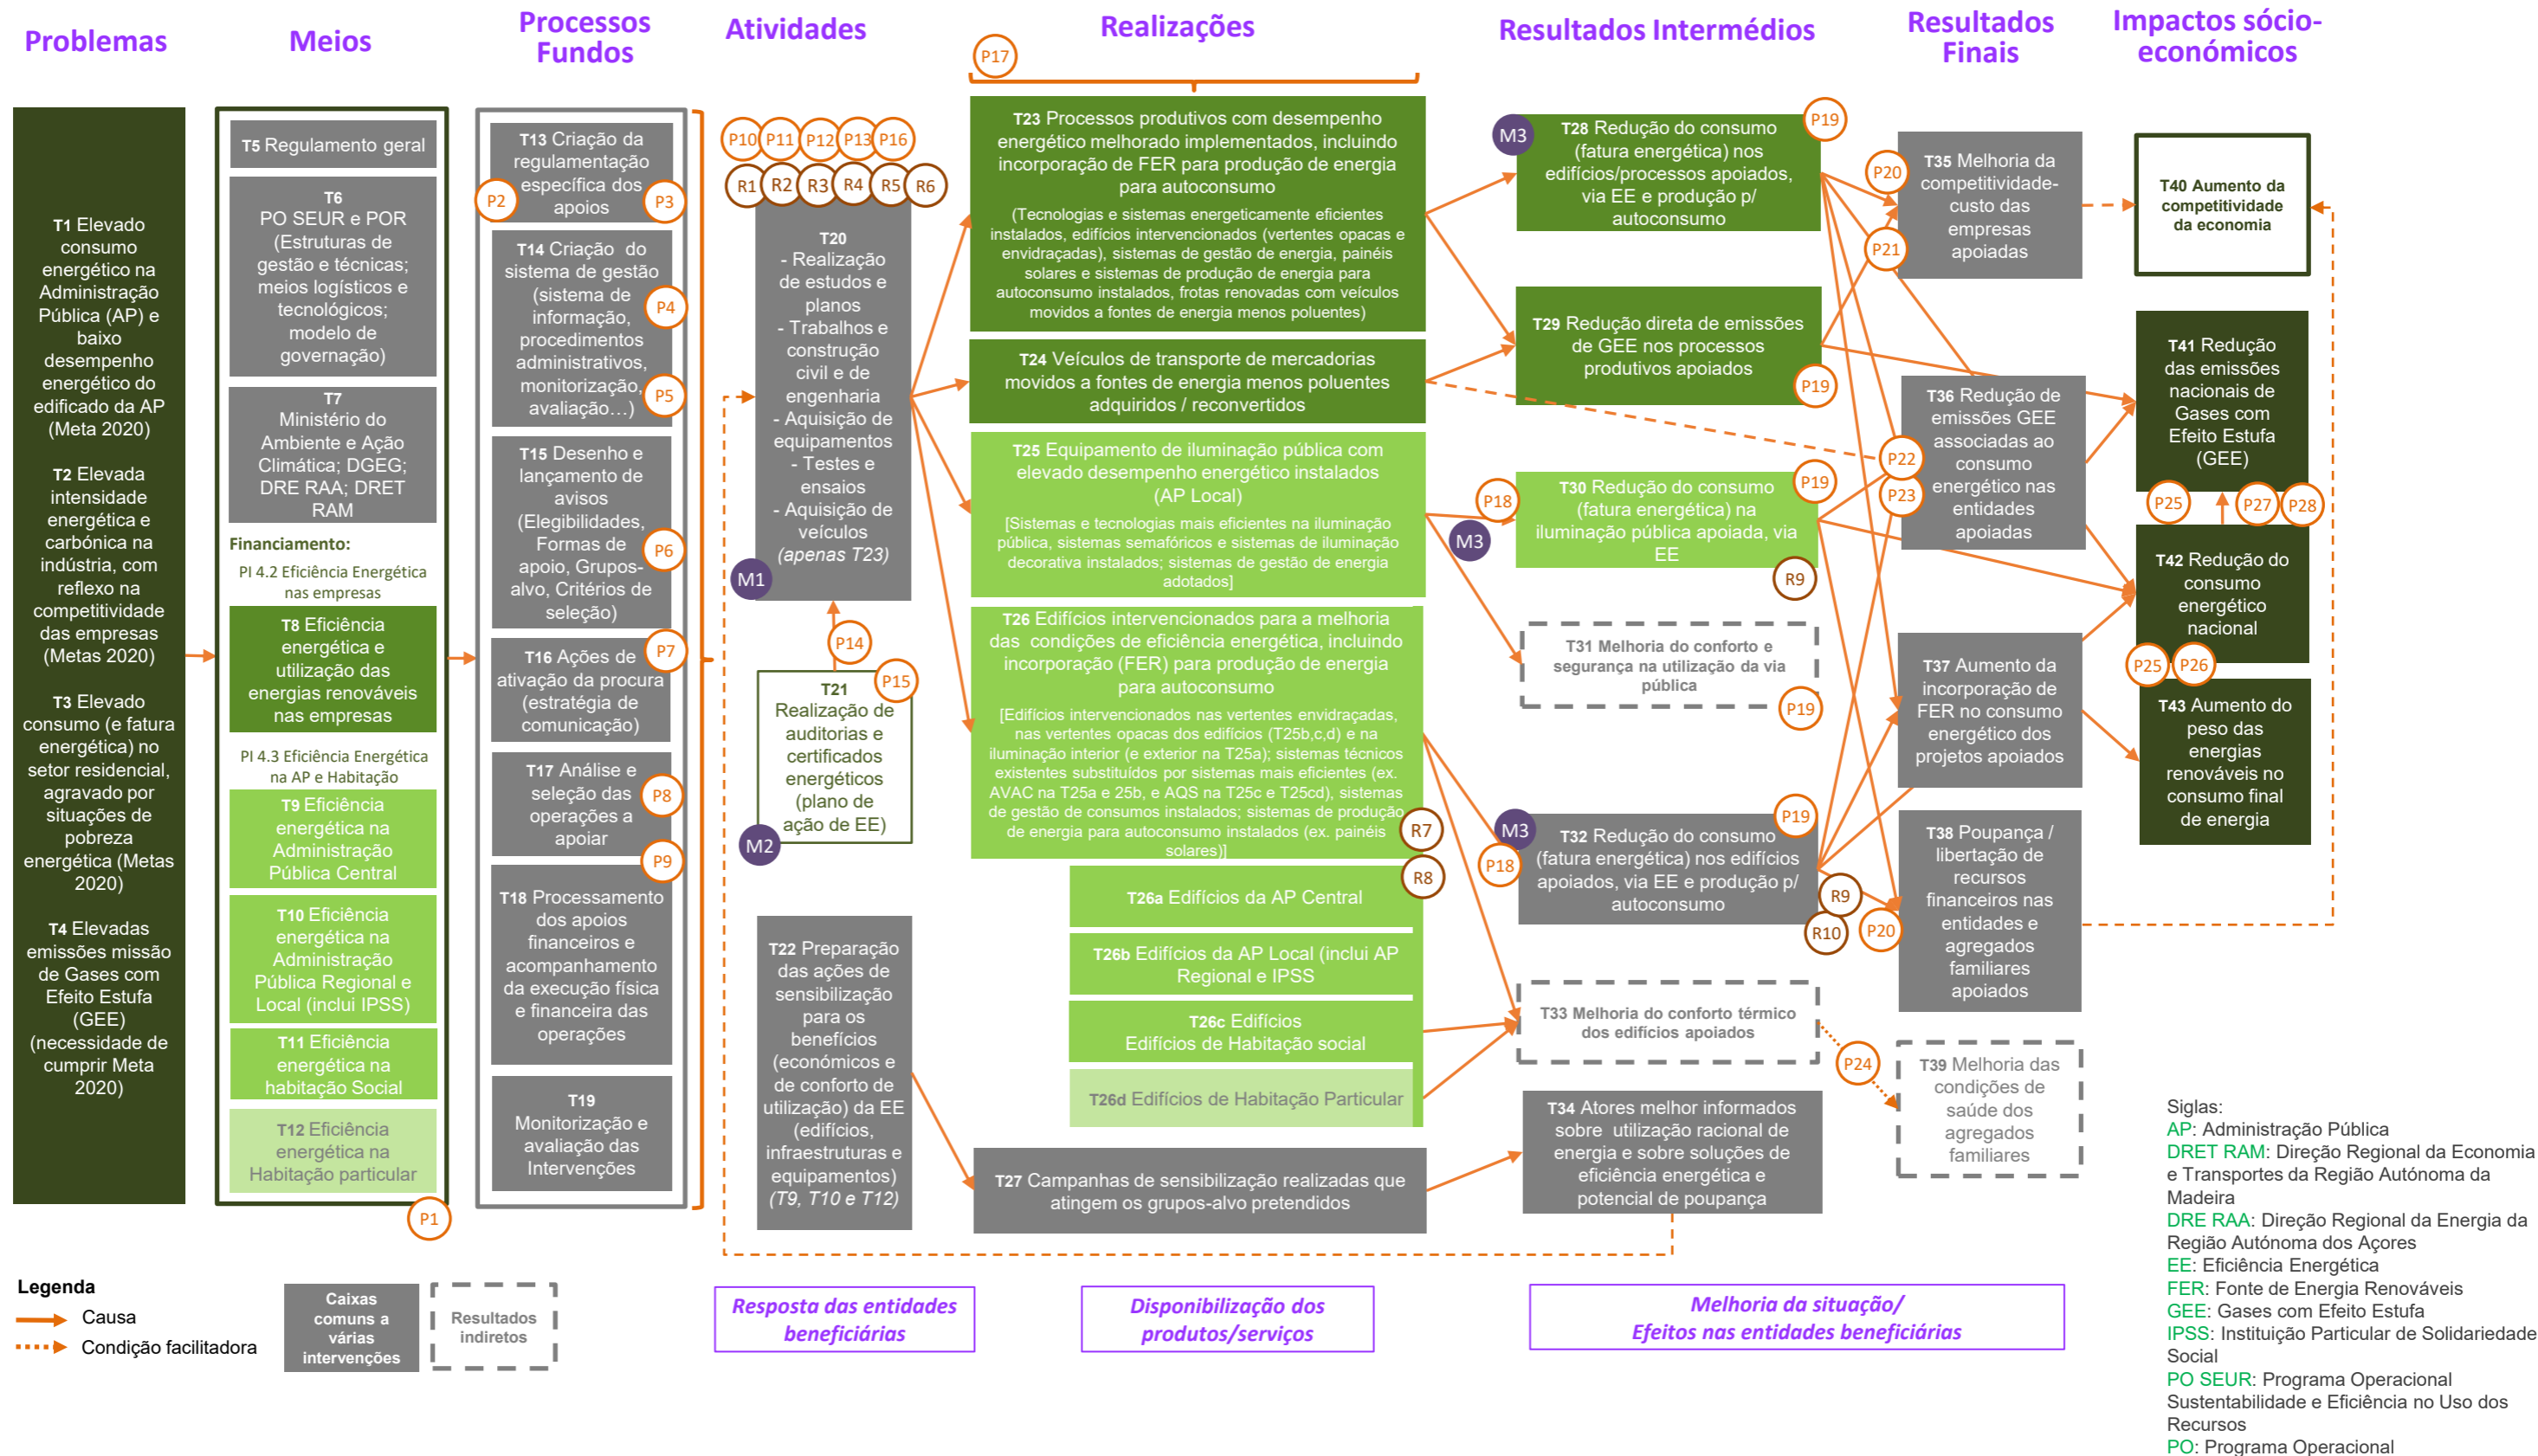 Problemas
Meios
Processos
Fundos
Atividades
Realizações
Resultados Intermédios
Resultados
Finais
Impactos sócio-
económicos
T1 Elevado
consumo
energético na
Administração
Pública (AP) e
baixo
desempenho
energético do
edificado da AP
(Meta 2020)
T2 Elevada
intensidade
energética e
carbónica na
indústria, com
reflexo na
competitividade
das empresas
(Metas 2020)
T3 Elevado
consumo (e fatura
energética) no
setor residencial,
agravado por
situações de
pobreza
energética (Metas
2020)
T4 Elevadas
emissões missão
de Gases com
Efeito Estufa
(GEE)
(necessidade de
cumprir Meta
2020)
T5 Regulamento geral
T6
PO SEUR e POR
(Estruturas de
gestão e técnicas;
meios logísticos e
tecnológicos;
modelo de
governação)
T7
Ministério do
Ambiente e Ação
Climática; DGEG;
DRE RAA; DRET
RAM
Financiamento:
PI 4.2 Eficiência Energética
nas empresas
T8 Eficiência
energética e
utilização das
energias renováveis
nas empresas
PI 4.3 Eficiência Energética
na AP e Habitação
T9 Eficiência
energética na
Administração
Pública Central
T10 Eficiência
energética na
Administração
Pública Regional e
Local (inclui IPSS)
T11 Eficiência
energética na
habitação Social
T12 Eficiência
energética na
Habitação particular
P1
T13 Criação da
regulamentação
específica dos
apoios
P2
P3
T14 Criação do
sistema de gestão
(sistema de
informação,
procedimentos
administrativos,
monitorização,
avaliação…)
P4
P5
T15 Desenho e
lançamento de
avisos
(Elegibilidades,
Formas de
apoio, Grupos-
alvo, Critérios de
seleção)
P6
T16 Ações de
ativação da procura
(estratégia de
comunicação)
P7
T17 Análise e
seleção das
operações a
apoiar
P8
P9
T18 Processamento
dos apoios
financeiros e
acompanhamento
da execução física
e financeira das
operações
T19
Monitorização e
avaliação das
Intervenções
P10 P11 P12 P13 P16
R1 R2 R3 R4 R5 R6
T20
- Realização
de estudos e
planos
- Trabalhos e
construção
civil e de
engenharia
- Aquisição de
equipamentos
- Testes e
ensaios
- Aquisição de
veículos
(apenas T23)
M1
P14
P15
T21
Realização de
auditorias e
certificados
energéticos
(plano de
ação de EE)
M2
T22 Preparação
das ações de
sensibilização
para os
benefícios
(económicos e
de conforto de
utilização) da EE
(edifícios,
infraestruturas e
equipamentos)
(T9, T10 e T12)
P17
T23 Processos produtivos com desempenho
energético melhorado implementados, incluindo
incorporação de FER para produção de energia
para autoconsumo
(Tecnologias e sistemas energeticamente eficientes
instalados, edifícios intervencionados (vertentes opacas e
envidraçadas), sistemas de gestão de energia, painéis
solares e sistemas de produção de energia para
autoconsumo instalados, frotas renovadas com veículos
movidos a fontes de energia menos poluentes)
T24 Veículos de transporte de mercadorias
movidos a fontes de energia menos poluentes
adquiridos / reconvertidos
T25 Equipamento de iluminação pública com
elevado desempenho energético instalados
(AP Local)
[Sistemas e tecnologias mais eficientes na iluminação
pública, sistemas semafóricos e sistemas de iluminação
decorativa instalados; sistemas de gestão de energia
adotados]
T26 Edifícios intervencionados para a melhoria
das condições de eficiência energética, incluindo
incorporação (FER) para produção de energia
para autoconsumo
[Edifícios intervencionados nas vertentes envidraçadas,
nas vertentes opacas dos edifícios (T25b,c,d) e na
iluminação interior (e exterior na T25a); sistemas técnicos
existentes substituídos por sistemas mais eficientes (ex.
AVAC na T25a e 25b, e AQS na T25c e T25cd), sistemas
de gestão de consumos instalados; sistemas de produção
de energia para autoconsumo instalados (ex. painéis
solares)]
R7
R8
T26a Edifícios da AP Central
T26b Edifícios da AP Local (inclui AP
Regional e IPSS
T26c Edifícios
Edifícios de Habitação social
T26d Edifícios de Habitação Particular
T27 Campanhas de sensibilização realizadas que
atingem os grupos-alvo pretendidos
M3
P19
T28 Redução do consumo
(fatura energética) nos
edifícios/processos apoiados,
via EE e produção p/
autoconsumo
T29 Redução direta de emissões
de GEE nos processos
produtivos apoiados
P19
P18
M3
P19
T30 Redução do consumo
(fatura energética) na
iluminação pública apoiada, via
EE
R9
T31 Melhoria do conforto e
segurança na utilização da via
pública
P19
M3
P18
P19
T32 Redução do consumo
(fatura energética) nos edifícios
apoiados, via EE e produção p/
autoconsumo
R9
R10
T33 Melhoria do conforto térmico
dos edifícios apoiados
P24
T34 Atores melhor informados
sobre utilização racional de
energia e sobre soluções de
eficiência energética e
potencial de poupança
P20
P21
T35 Melhoria da
competitividade-
custo das
empresas
apoiadas
P22
P23
T36 Redução de
emissões GEE
associadas ao
consumo
energético nas
entidades
apoiadas
T37 Aumento da
incorporação de
FER no consumo
energético dos
projetos apoiados
P20
T38 Poupança /
libertação de
recursos
financeiros nas
entidades e
agregados
familiares
apoiados
T39 Melhoria das
condições de
saúde dos
agregados
familiares
T40 Aumento da
competitividade
da economia
T41 Redução
das emissões
nacionais de
Gases com
Efeito Estufa
(GEE)
P25
P27
P28
T42 Redução do
consumo
energético
nacional
P25
P26
T43 Aumento do
peso das
energias
renováveis no
consumo final
de energia
Legenda
Causa
Condição facilitadora
Caixas
comuns a
várias
intervenções
Resultados
indiretos
Resposta das entidades
beneficiárias
Disponibilização dos
produtos/serviços
Melhoria da situação/
Efeitos nas entidades beneficiárias
Siglas:
AP: Administração Pública
DRET RAM: Direção Regional da Economia
e Transportes da Região Autónoma da
Madeira
DRE RAA: Direção Regional da Energia da
Região Autónoma dos Açores
EE: Eficiência Energética
FER: Fonte de Energia Renováveis
GEE: Gases com Efeito Estufa
IPSS: Instituição Particular de Solidariedade
Social
PO SEUR: Programa Operacional
Sustentabilidade e Eficiência no Uso dos
Recursos
PO: Programa Operacional